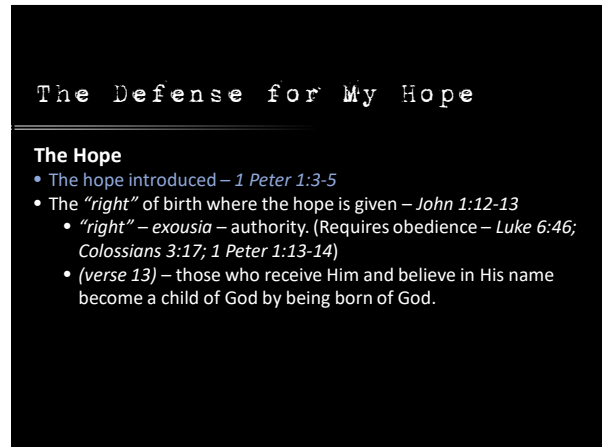 The Defense for My Hope
The Hope
• The hope introduced – 1 Peter 1:3-5
• The “right” of birth where the hope is given – John 1:12-13
• “right” – exousia – authority. (Requires obedience – Luke 6:46;
Colossians 3:17; 1 Peter 1:13-14)
• (verse 13) – those who receive Him and believe in His name
become a child of God by being born of God.